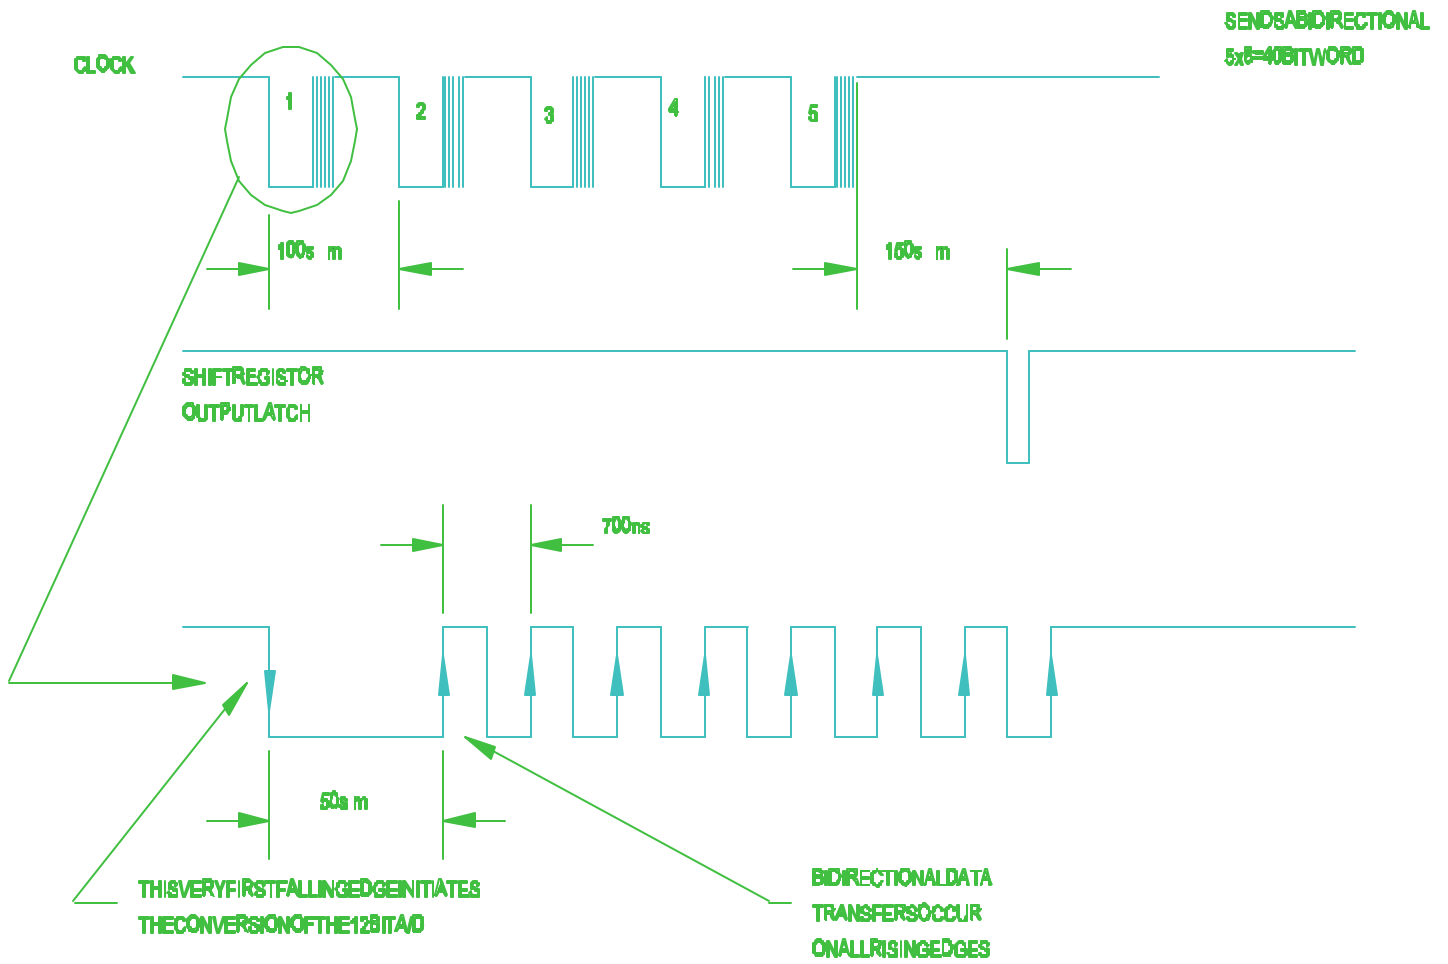 SENDSABIDIRECTIONAL
5x8=40BITWORD
CLOCK
1
2
3
4
5
100s m
150s m
SHIFTREGISTOR
OUTPUTLATCH
700ns
50s m
THISVERYFIRSTFALLINGEDGEINITIATES
THECONVERSIONOFTHE12BITA/D
BIDIRECTIONALDATA
TRANSFERSOCCUR
ONALLRISINGEDGES